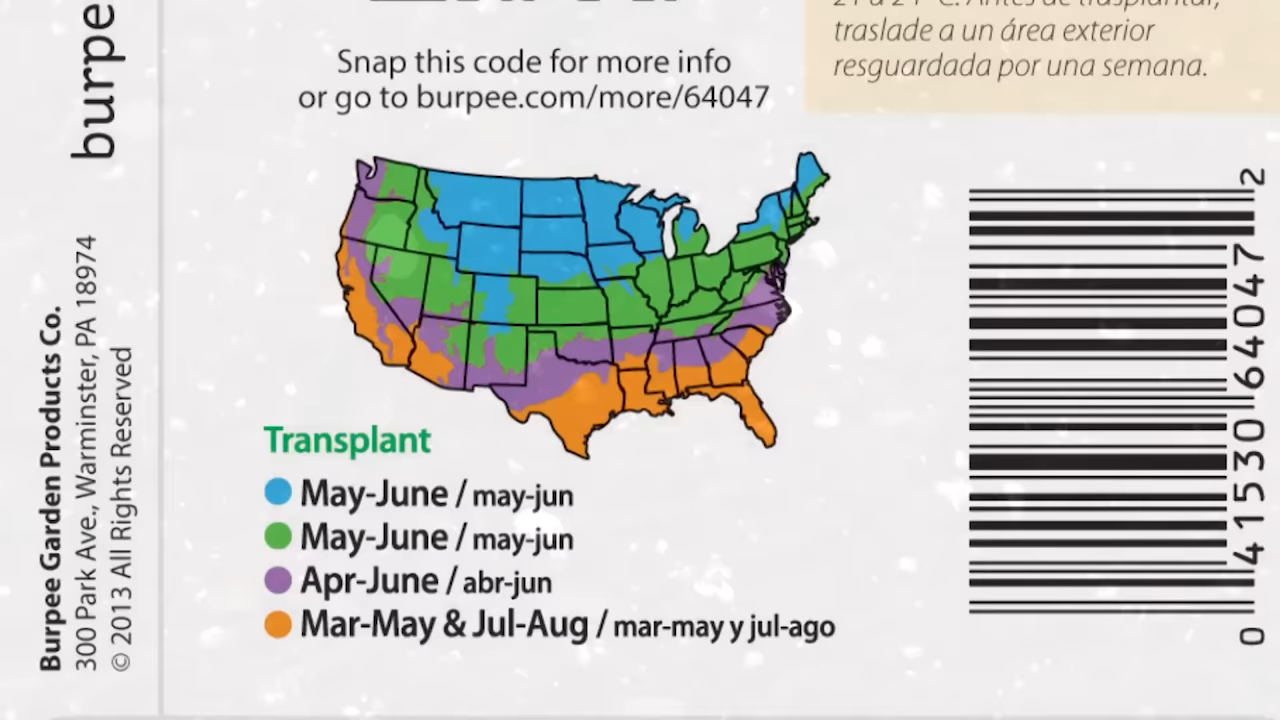 burpe
Burpee Garden Products Co.
300 Park Ave., Warminster, PA 18974
© 2013 All Rights Reserved
Snap this code for more info
or go to burpee.com/more/64047
traslade a un área exterior
resguardada por una semana.
Transplant
May-June / may-jun
May-June / may-jun
Apr-June / abr-jun
Mar-May & Jul-Aug / mar-may y jul-ago
0 41530 64047 2